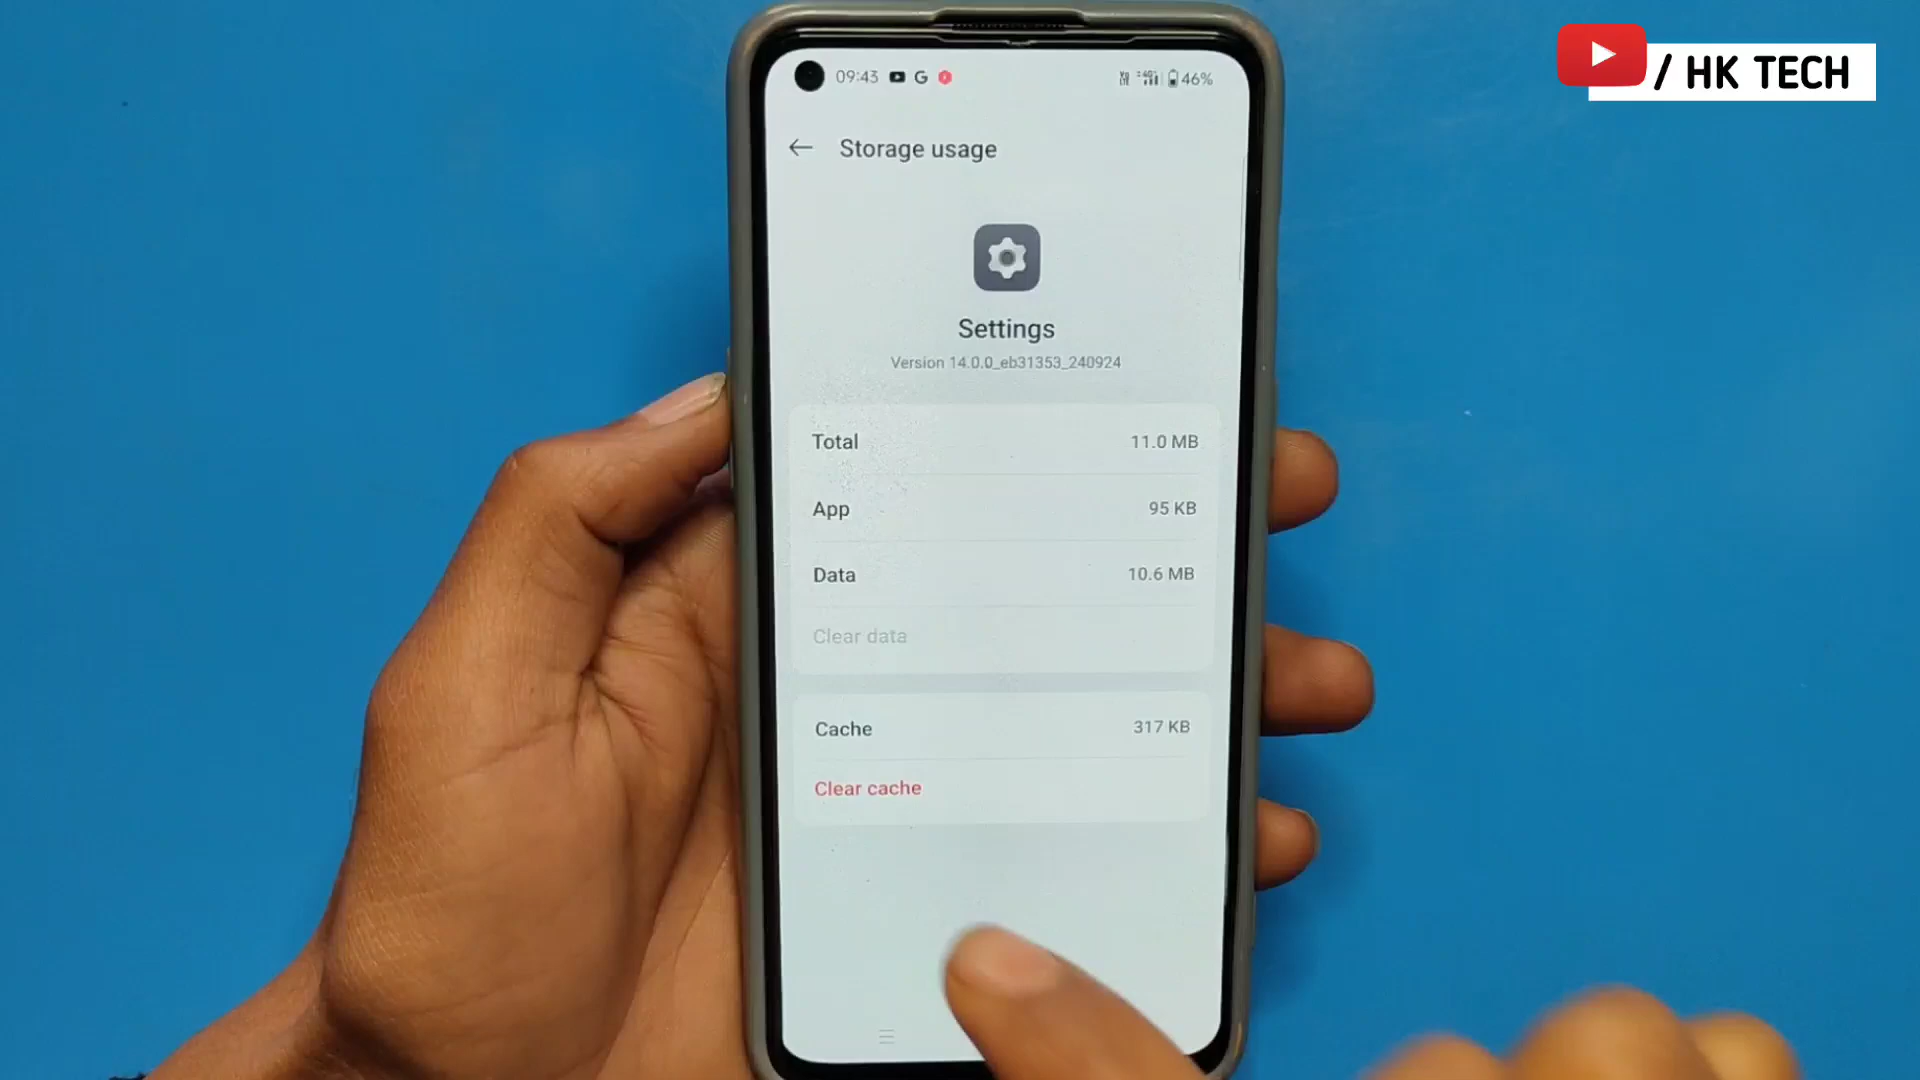 / HK TECH
09:43 G 46%
Storage usage
Settings
Version 14.0.0_eb31353_240924
Total 11.0 MB
App 95 KB
Data 10.6 MB
Clear data
Cache 317 KB
Clear cache